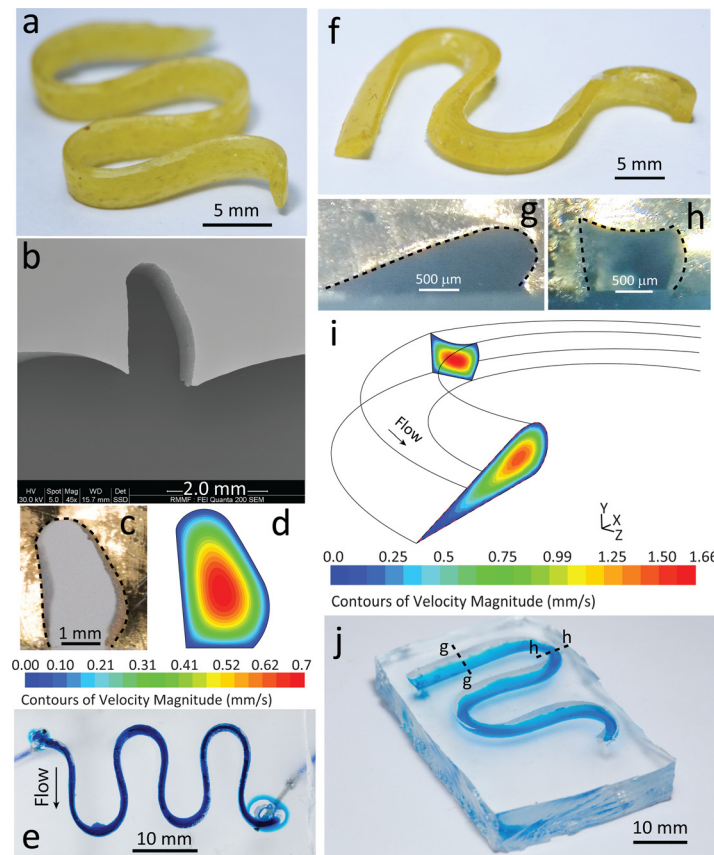 a
5 mm
b
HV Spot Mag WD Det
30.0 kV 5.0 45x 15.7 mm SSD
2.0 mm
RMMF : FEI Quanta 200 SEM
c
1 mm
d
0.00 0.10 0.21 0.31 0.41 0.52 0.62 0.7
Contours of Velocity Magnitude (mm/s)
Flow
e
10 mm
f
5 mm
g
500 µm
h
500 µm
i
Flow
Y
X
Z
0.0 0.25 0.5 0.75 0.99 1.25 1.50 1.66
Contours of Velocity Magnitude (mm/s)
j
g
g
h
h
10 mm